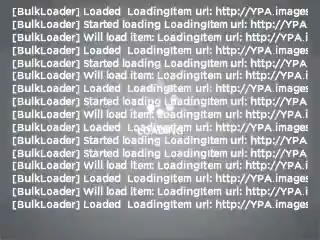 [BulkLoader] Loaded LoadingItem url: http://YPA.images
[BulkLoader] Started loading LoadingItem url: http://YPA
[BulkLoader] Will load item: LoadingItem url: http://YPA.i
[BulkLoader] Loaded LoadingItem url: http://YPA.images
[BulkLoader] Started loading LoadingItem url: http://YPA
[BulkLoader] Will load item: LoadingItem url: http://YPA.i
[BulkLoader] Loaded LoadingItem url: http://YPA.images
[BulkLoader] Started loading LoadingItem url: http://YPA
[BulkLoader] Will load item: LoadingItem url: http://YPA.i
[BulkLoader] Loaded LoadingItem url: http://YPA.images
LOADING
[BulkLoader] Started loading LoadingItem url: http://YPA
[BulkLoader] Started loading LoadingItem url: http://YPA
[BulkLoader] Will load item: LoadingItem url: http://YPA.i
[BulkLoader] Loaded LoadingItem url: http://YPA.images
[BulkLoader] Will load item: LoadingItem url: http://YPA.i
[BulkLoader] Loaded LoadingItem url: http://YPA.images